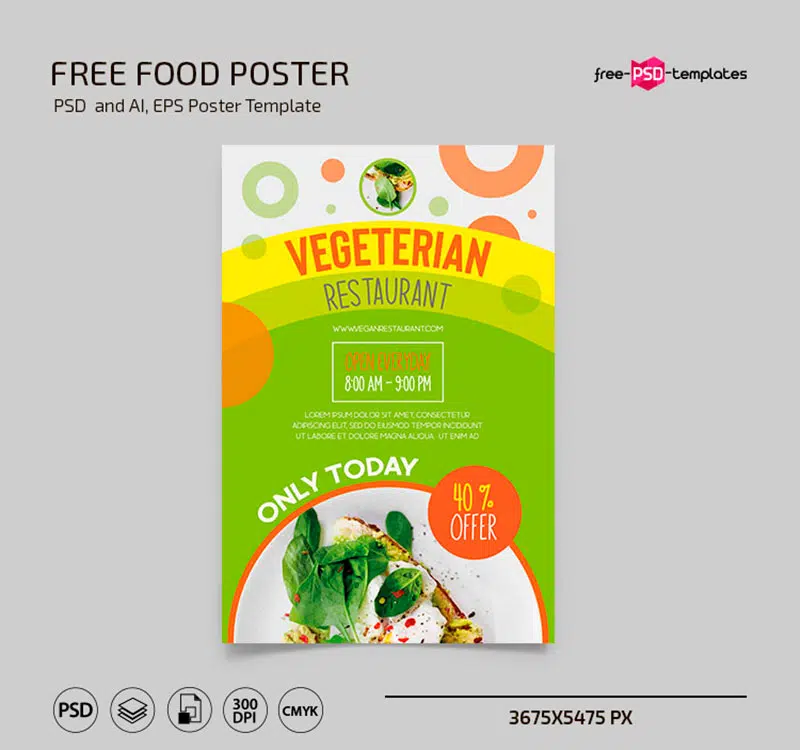 FREE FOOD POSTER
PSD and AI, EPS Poster Template
free-PSD-templates
VEGETERIAN
RESTAURANT
WWW.VEGANRESTAURANT.COM
OPEN EVERYDAY
8:00 AM – 9:00 PM
LOREM IPSUM DOLOR SIT AMET, CONSECTETUR
ADIPISCING ELIT, SED DO EIUSMOD TEMPOR INCIDIDUNT
UT LABORE ET DOLORE MAGNA ALIQUA. UT ENIM AD
ONLY TODAY
40 %
OFFER
PSD
300
DPI
CMYK
3675X5475 PX